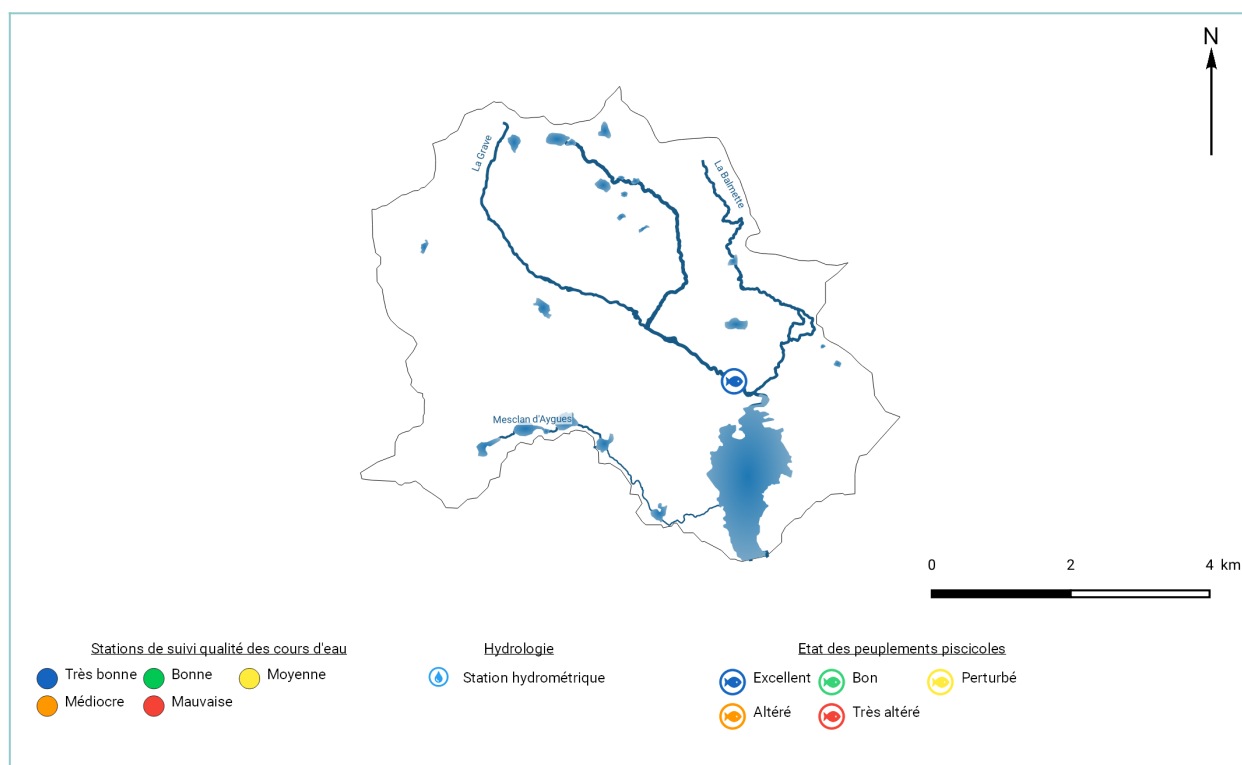 N
La Grave
La Balmette
Mesclan d'Aygues
0 2 4 km
Stations de suivi qualité des cours d'eau
Très bonne Bonne Moyenne
Médiocre Mauvaise
Hydrologie
Station hydrométrique
Etat des peuplements piscicoles
Excellent Bon Perturbé
Altéré Très altéré